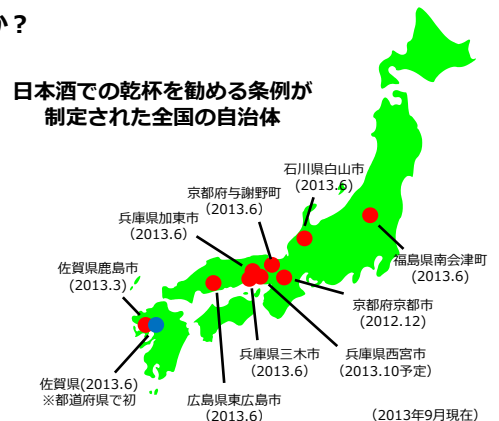 か？
日本酒での乾杯を勧める条例が
制定された全国の自治体
石川県白山市
(2013.6)
京都府与謝野町
(2013.6)
兵庫県加東市
(2013.6)
福島県南会津町
(2013.6)
佐賀県鹿島市
(2013.3)
京都府京都市
(2012.12)
兵庫県三木市
(2013.6)
兵庫県西宮市
(2013.10予定)
佐賀県(2013.6)
※都道府県で初
広島県東広島市
(2013.6)
(2013年9月現在)